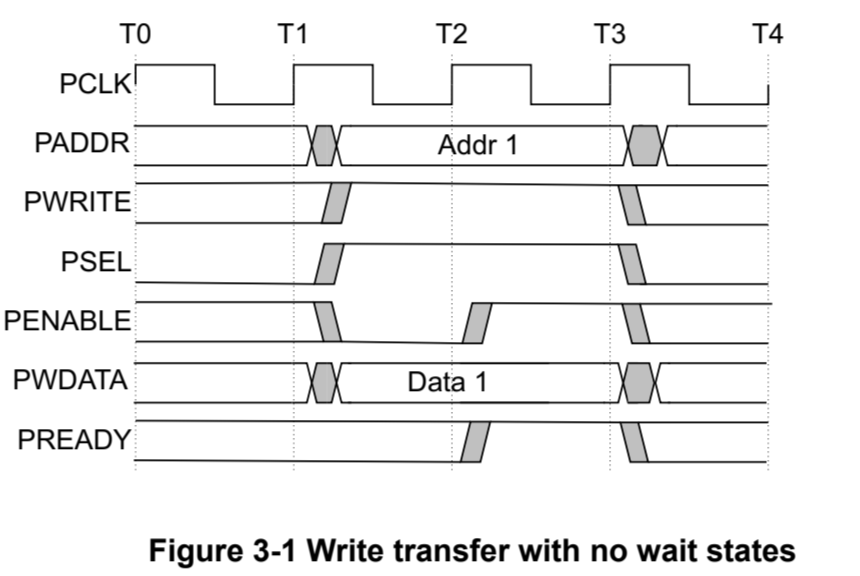 T0 T1 T2 T3 T4
PCLK
PADDR Addr 1
PWRITE
PSEL
PENABLE
PWDATA Data 1
PREADY
Figure 3-1 Write transfer with no wait states